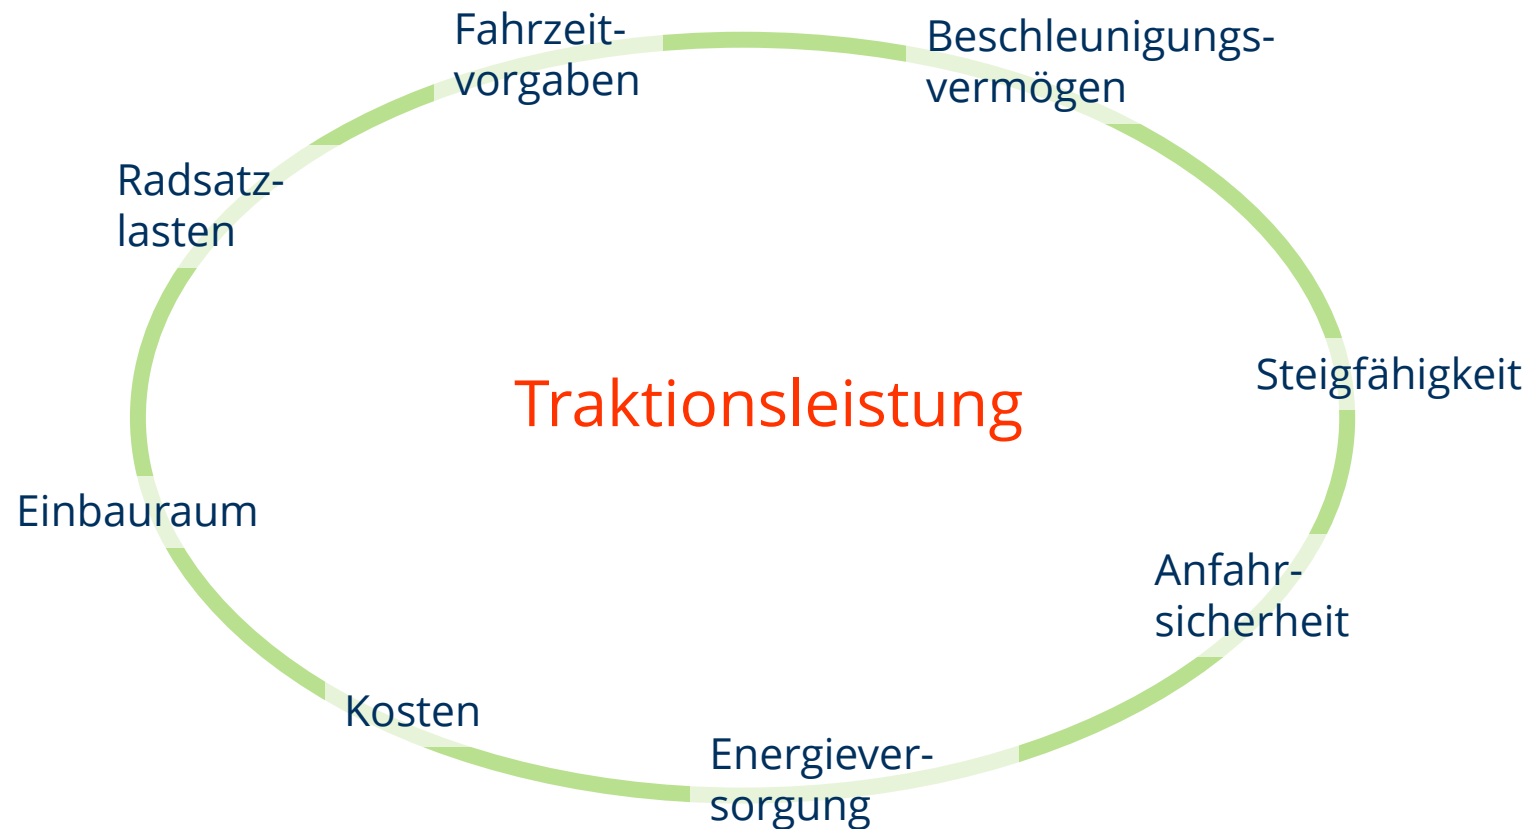 Fahrzeit-
vorgaben
Beschleunigungs-
vermögen
Radsatz-
lasten
Steigfähigkeit
Traktionsleistung
Einbauraum
Anfahr-
sicherheit
Kosten
Energiever-
sorgung